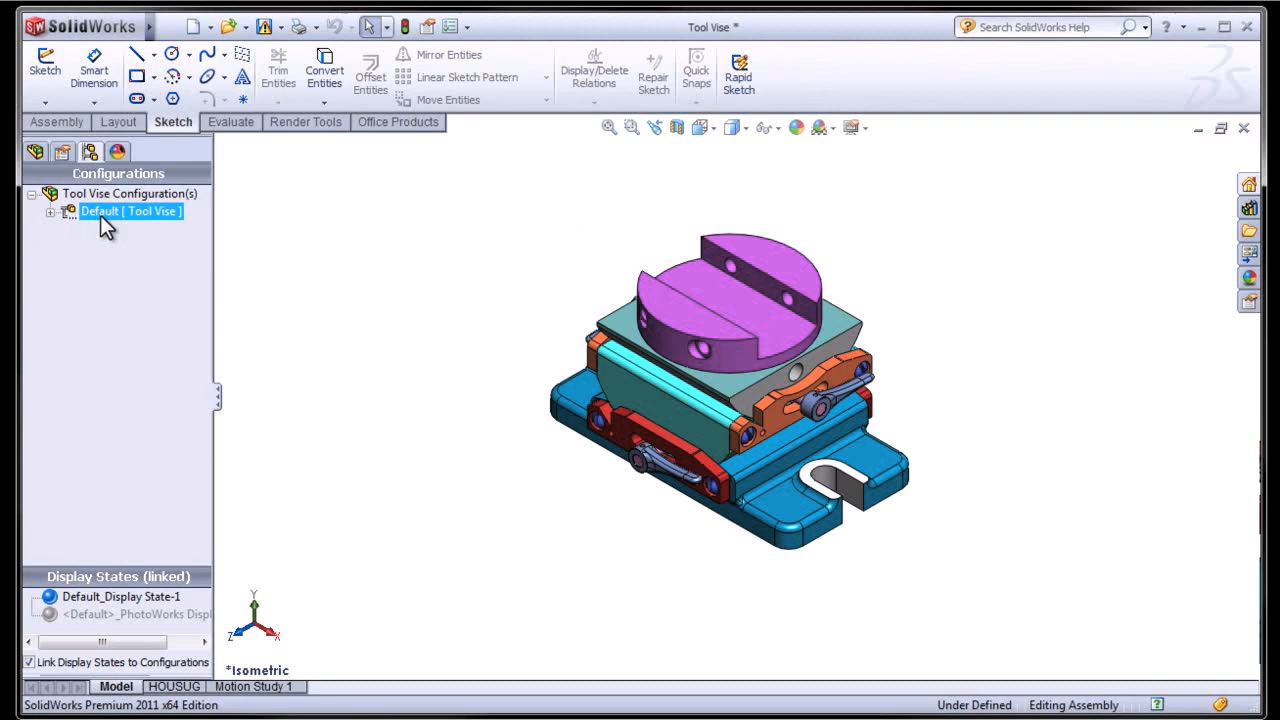 SolidWorks
Tool Vise *
Search SolidWorks Help
Sketch
Smart Dimension
Trim Entities
Convert Entities
Offset Entities
Mirror Entities
Linear Sketch Pattern
Move Entities
Display/Delete Relations
Repair Sketch
Quick Snaps
Rapid Sketch
Assembly
Layout
Sketch
Evaluate
Render Tools
Office Products
Configurations
Tool Vise Configuration(s)
Default [ Tool Vise ]
Display States (linked)
Default_Display State-1
<Default>_PhotoWorks Displ
Link Display States to Configurations
Y
Z
X
*Isometric
Model
HOUSUG
Motion Study 1
SolidWorks Premium 2011 x64 Edition
Under Defined
Editing Assembly